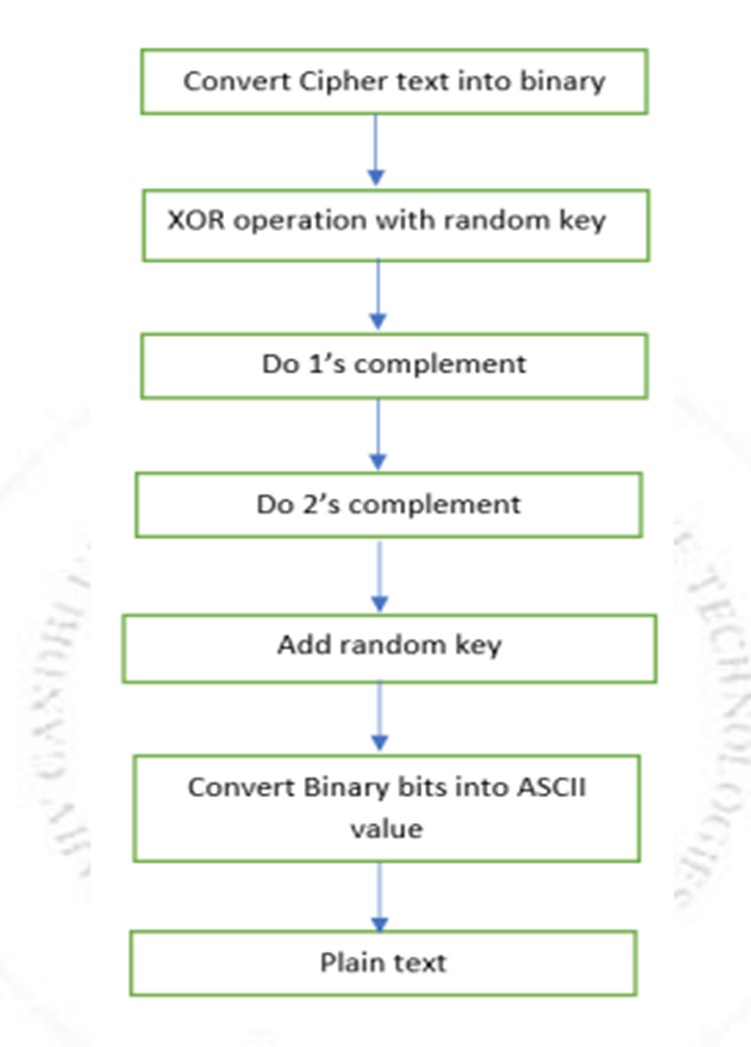 Convert Cipher text into binary
XOR operation with random key
Do 1’s complement
Do 2’s complement
Add random key
Convert Binary bits into ASCII
value
Plain text